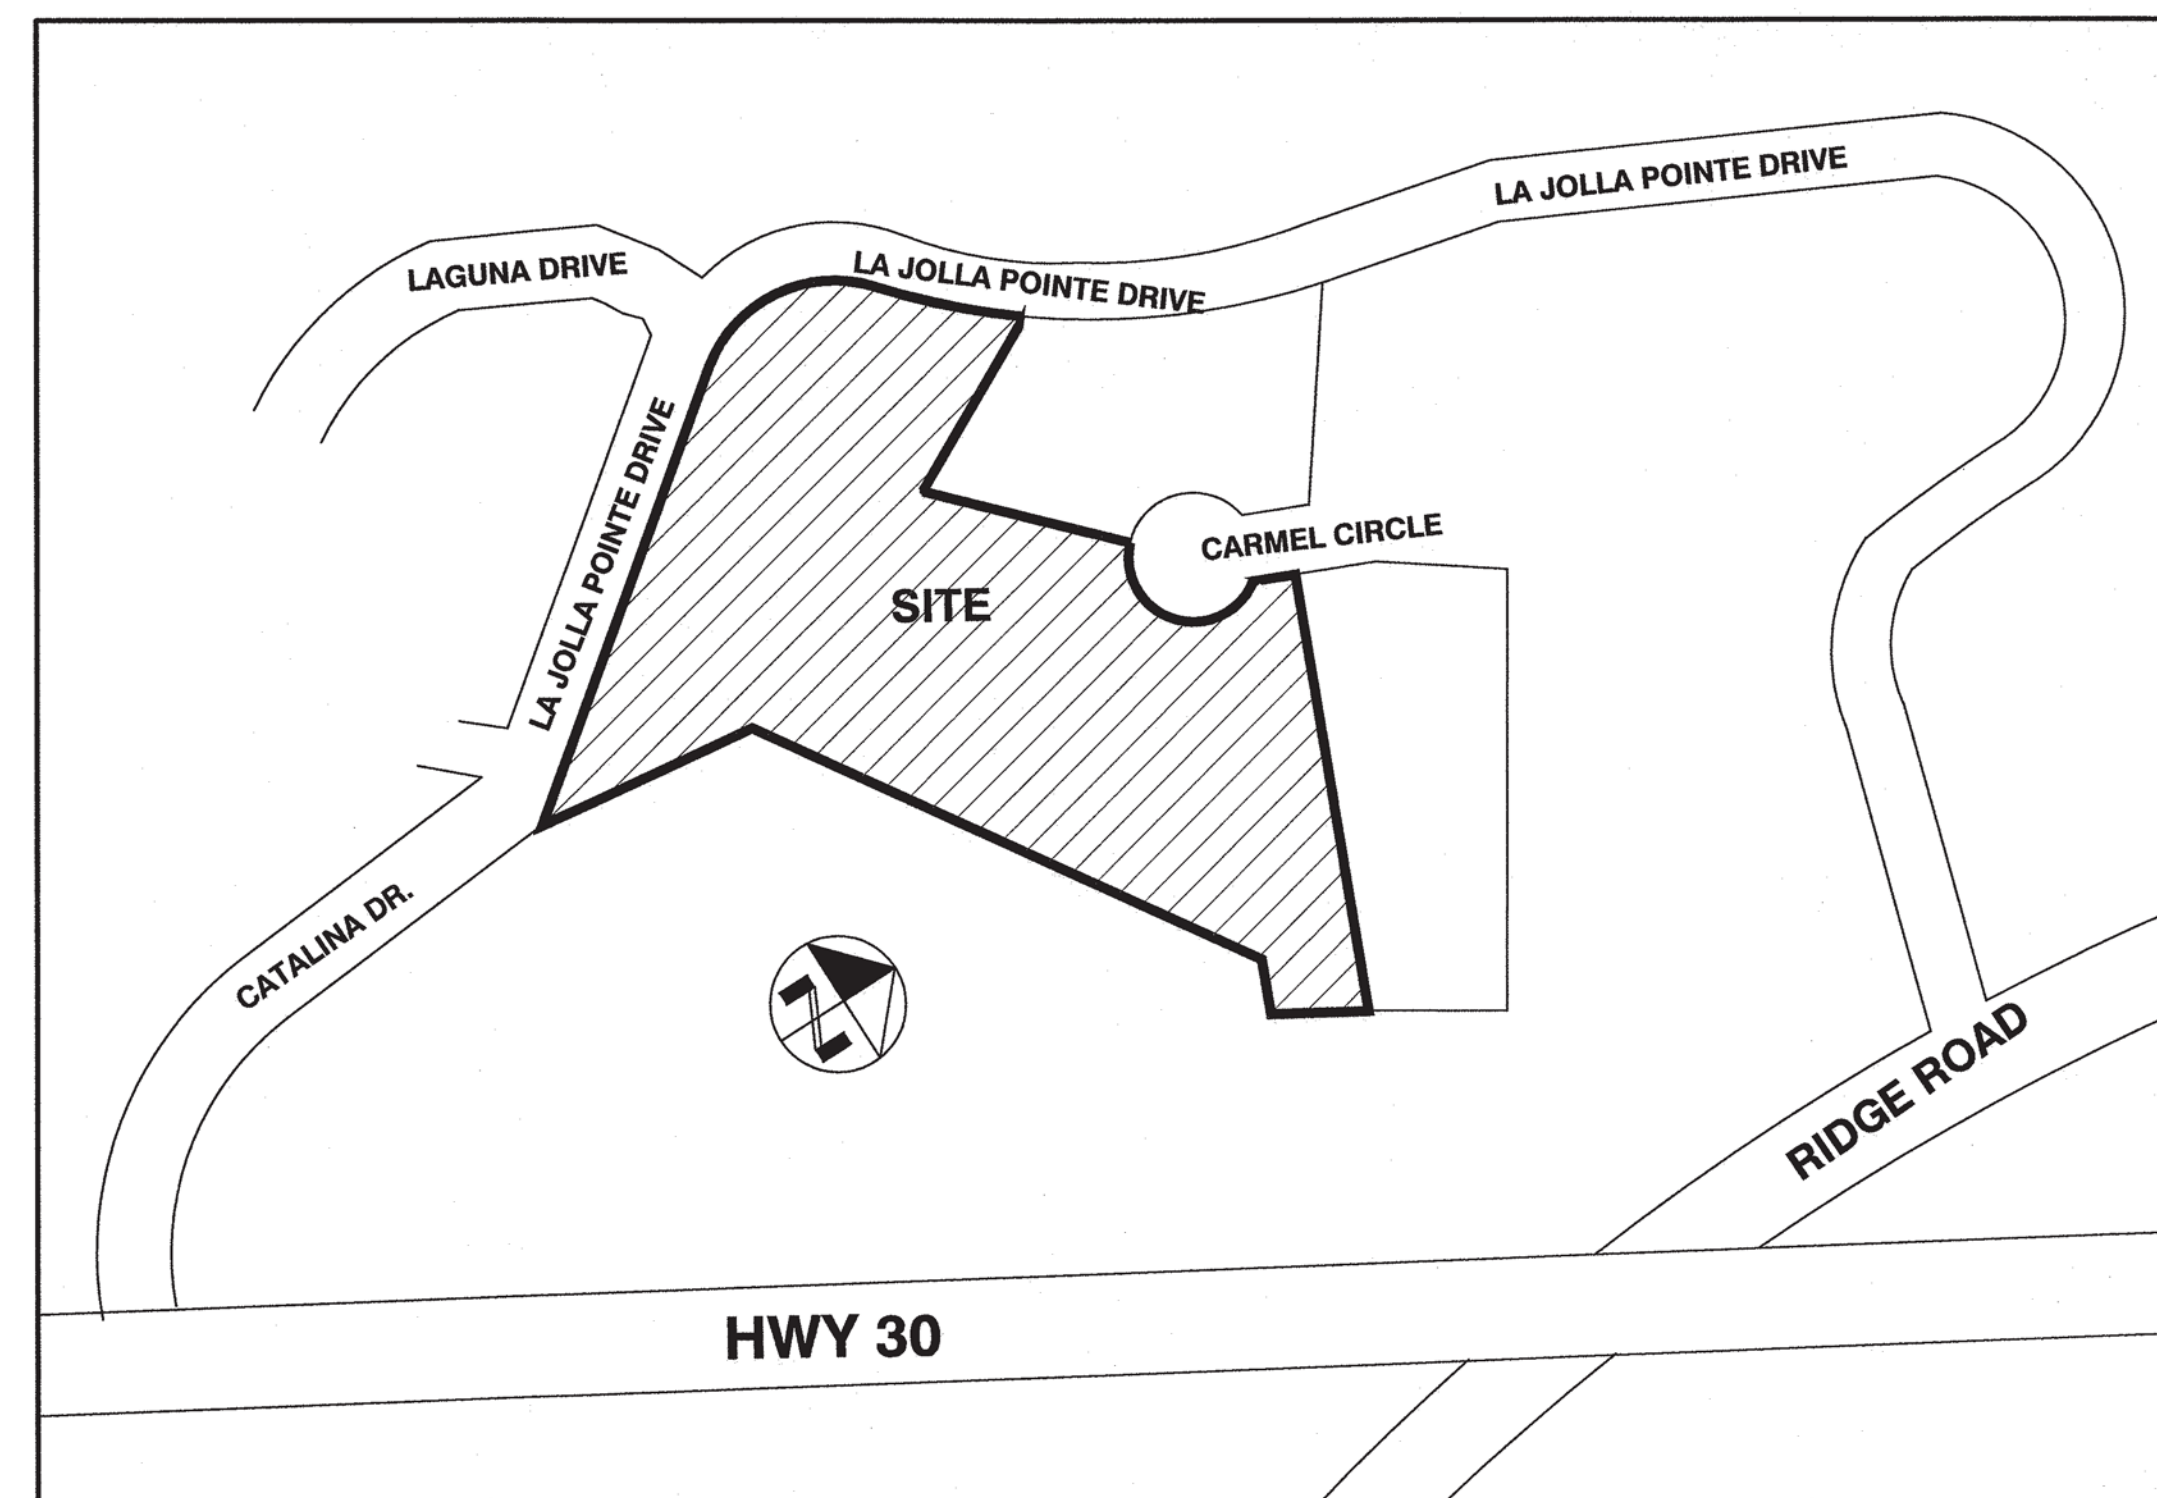 LA JOLLA POINTE DRIVE
LAGUNA DRIVE
LA JOLLA POINTE DRIVE
LA JOLLA POINTE DRIVE
CARMEL CIRCLE
SITE
CATALINA DR.
N
RIDGE ROAD
HWY 30